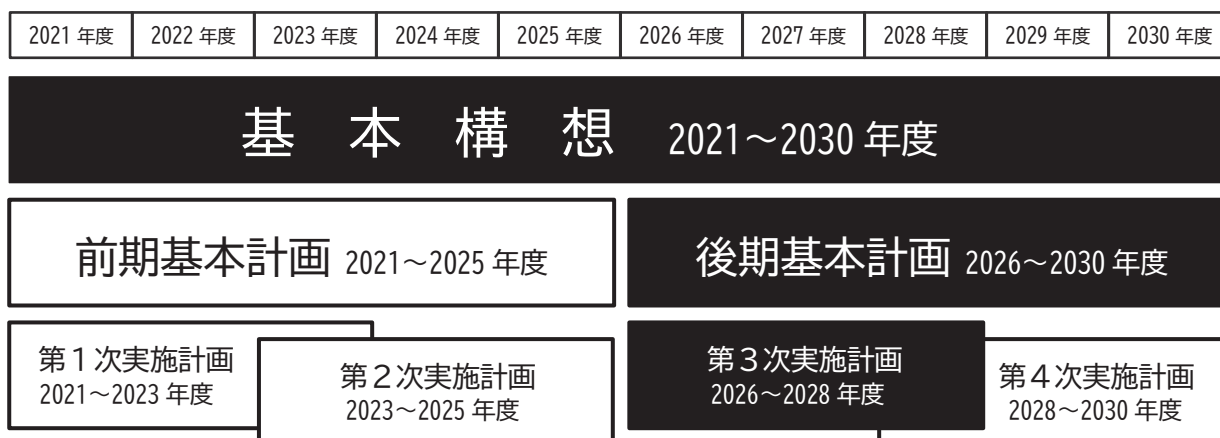 2021 年度 2022 年度 2023 年度 2024 年度 2025 年度 2026 年度 2027 年度 2028 年度 2029 年度 2030 年度
基本構想 2021～2030 年度
前期基本計画 2021～2025 年度
後期基本計画 2026～2030 年度
第１次実施計画
2021～2023 年度
第２次実施計画
2023～2025 年度
第３次実施計画
2026～2028 年度
第４次実施計画
2028～2030 年度